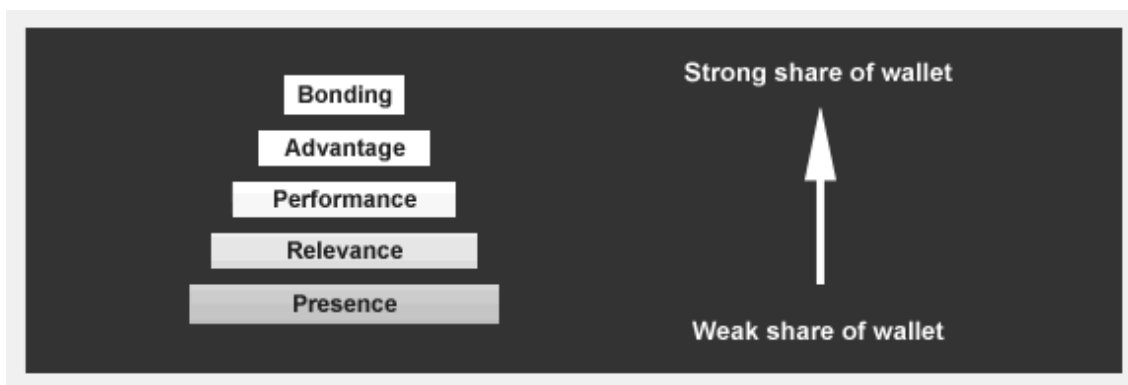 Strong share of wallet
Bonding
Advantage
Performance
Relevance
Presence
Weak share of wallet